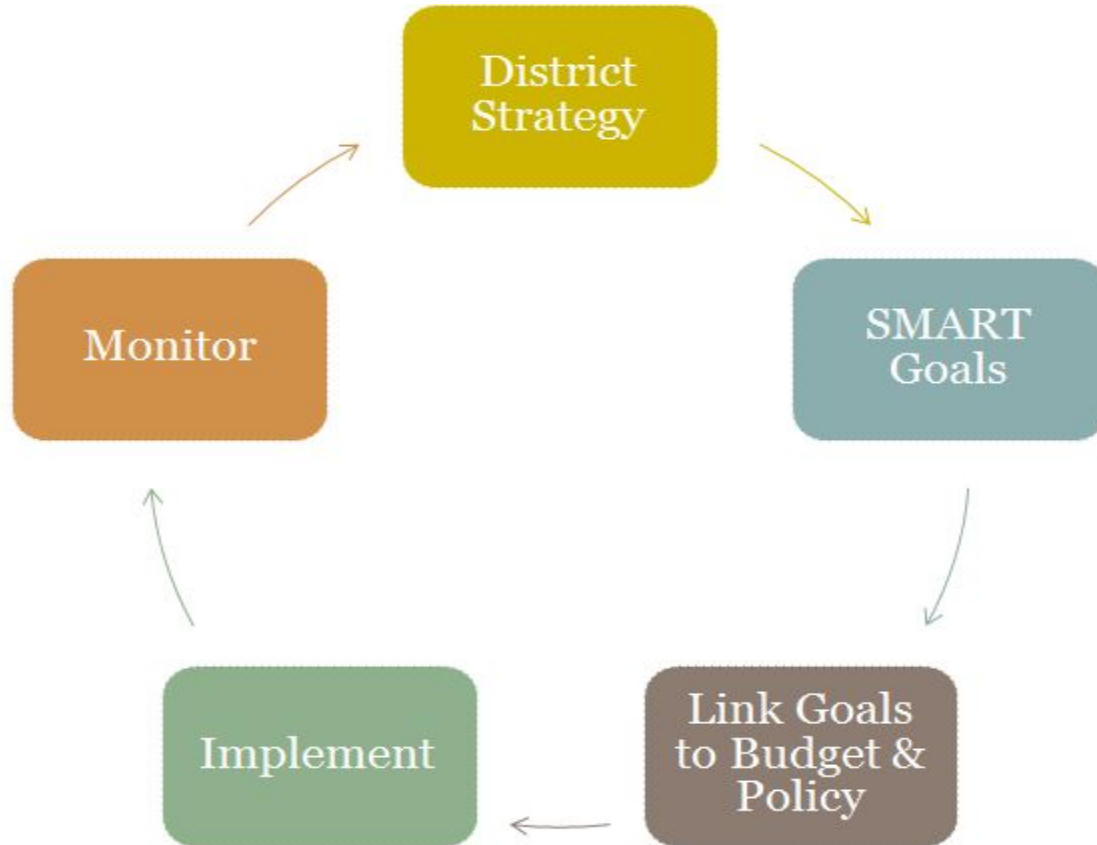 District
Strategy
SMART
Goals
Link Goals
to Budget &
Policy
Implement
Monitor